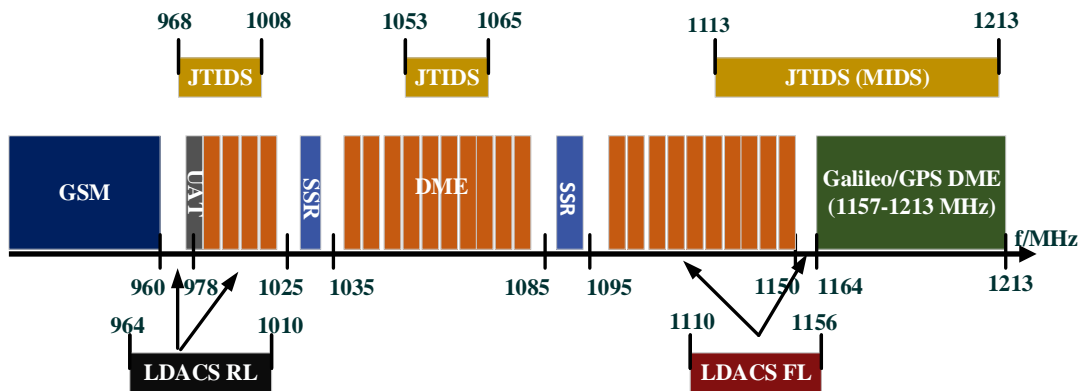 968 1008 1053 1065 1113 1213
JTIDS JTIDS JTIDS (MIDS)
GSM UAT SSR DME SSR Galileo/GPS DME
(1157-1213 MHz)
f/MHz
960 978 1025 1035 1085 1095 1150 1164 1213
964 1010 1110 1156
LDACS RL LDACS FL